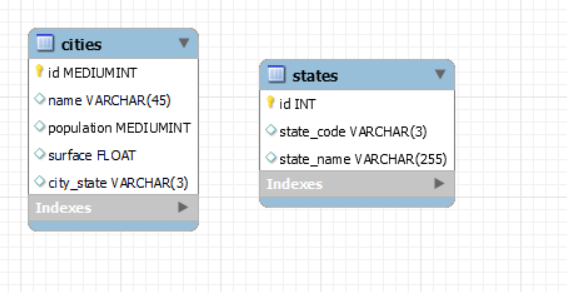 cities
id MEDIUMINT
name VARCHAR(45)
population MEDIUMINT
surface FLOAT
city_state VARCHAR(3)
Indexes
states
id INT
state_code VARCHAR(3)
state_name VARCHAR(255)
Indexes